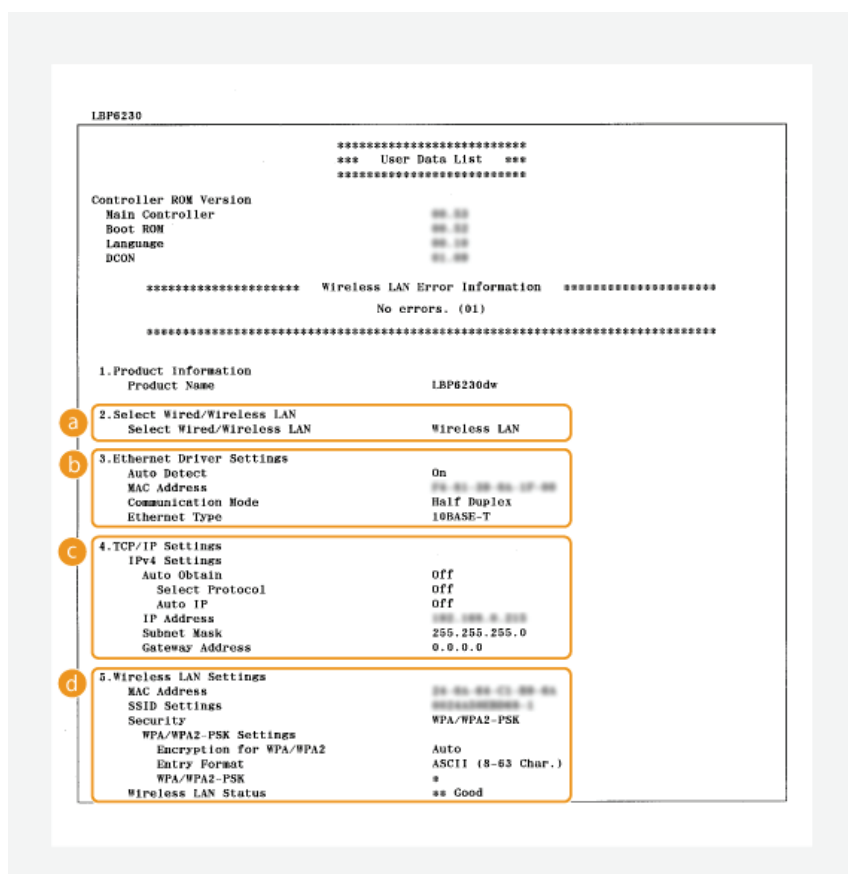 LBP6230
**************************
*** User Data List ***
**************************
Controller ROM Version
Main Controller
Boot ROM
Language
DCON
********************* Wireless LAN Error Information *********************
No errors. (01)
******************************************************************************
1.Product Information
Product Name LBP6230dw
a
2.Select Wired/Wireless LAN
Select Wired/Wireless LAN Wireless LAN
b
3.Ethernet Driver Settings
Auto Detect On
MAC Address
Communication Mode Half Duplex
Ethernet Type 10BASE-T
c
4.TCP/IP Settings
IPv4 Settings
Auto Obtain Off
Select Protocol Off
Auto IP Off
IP Address
Subnet Mask 255.255.255.0
Gateway Address 0.0.0.0
d
5.Wireless LAN Settings
MAC Address
SSID Settings
Security WPA/WPA2-PSK
WPA/WPA2-PSK Settings
Encryption for WPA/WPA2 Auto
Entry Format ASCII (8-63 Char.)
WPA/WPA2-PSK *
Wireless LAN Status ** Good